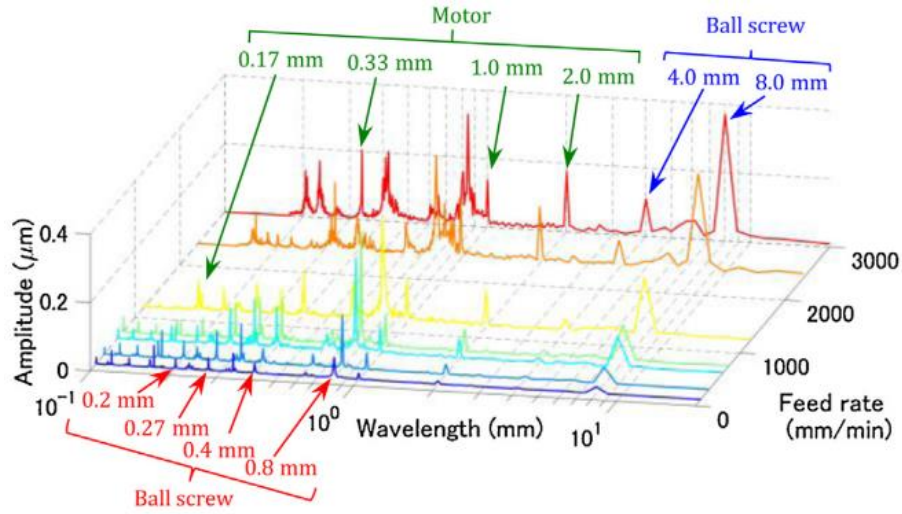 Motor
Ball screw
0.17 mm
0.33 mm
1.0 mm
2.0 mm
4.0 mm
8.0 mm
Amplitude (μm)
0.4
0.2
0
3000
2000
1000
0
Feed rate
(mm/min)
10⁻¹
10⁰
10¹
Wavelength (mm)
0.2 mm
0.27 mm
0.4 mm
0.8 mm
Ball screw